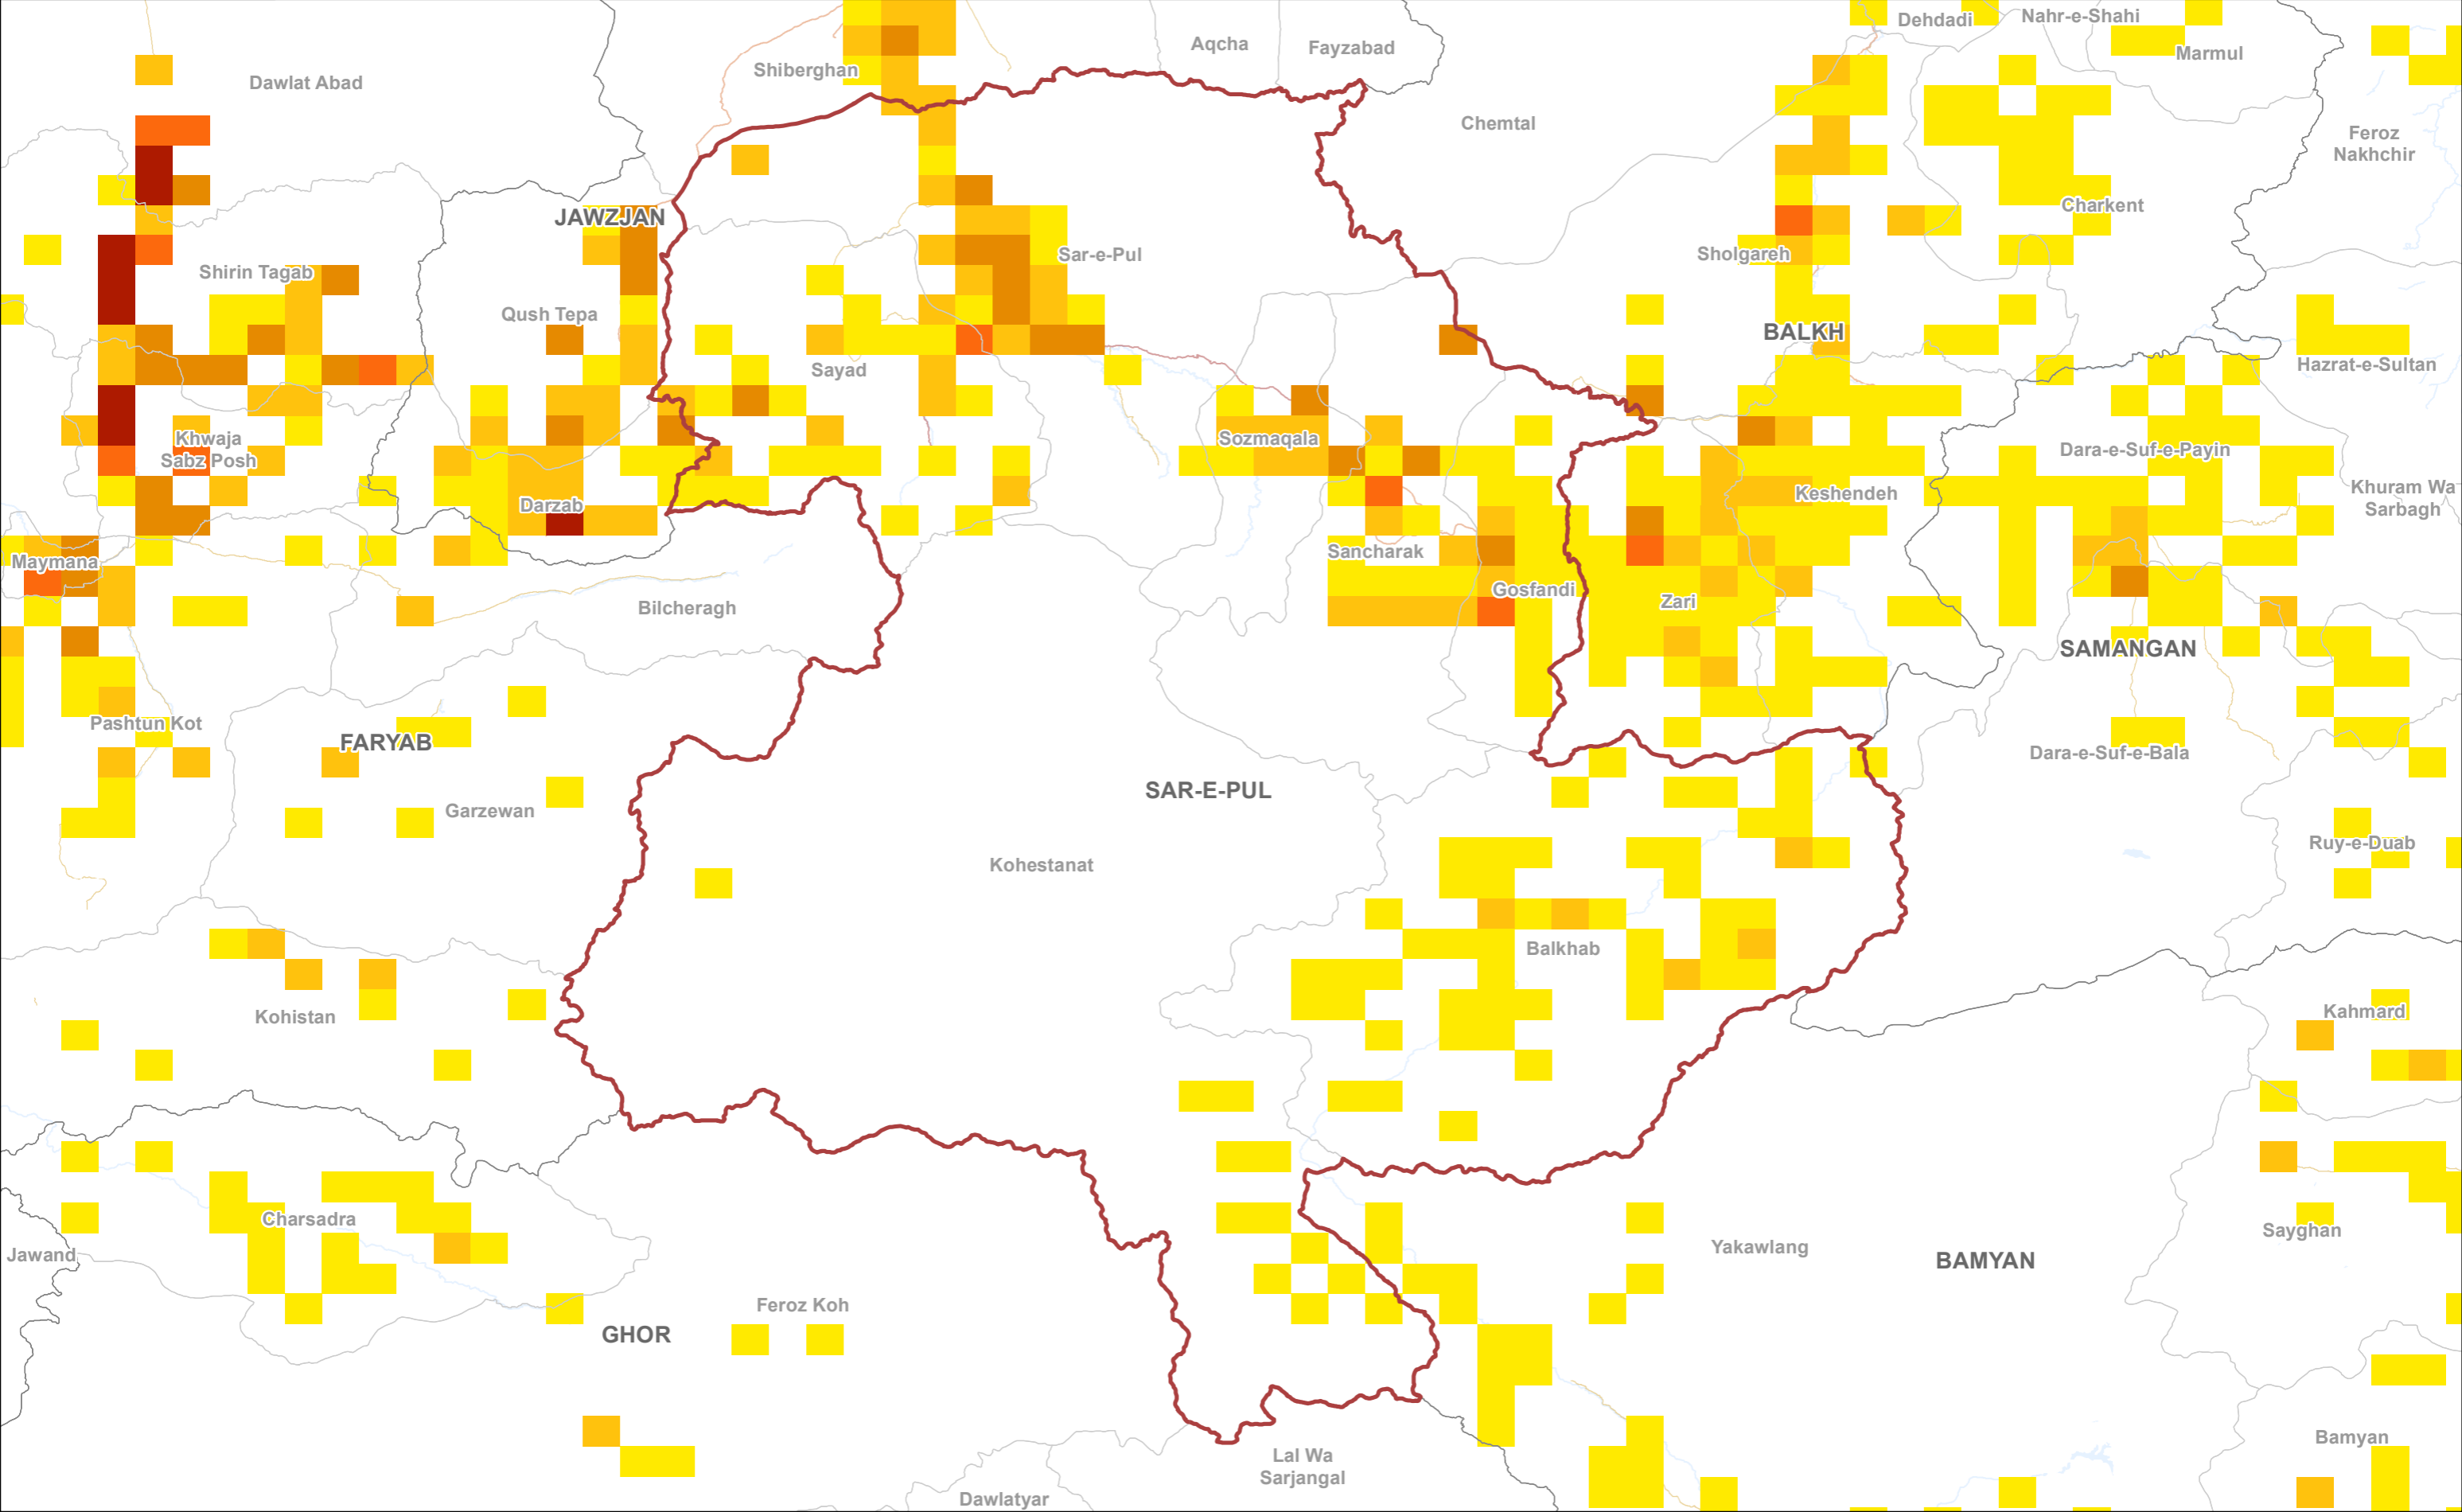 Dehdadi
Nahr-e-Shahi
Aqcha
Fayzabad
Marmul
Shiberghan
Dawlat Abad
Chemtal
Feroz
Nakhchir
Charkent
JAWZJAN
Sar-e-Pul
Sholgareh
Shirin Tagab
Qush Tepa
BALKH
Sayad
Hazrat-e-Sultan
Khwaja
Sabz Posh
Sozmaqala
Dara-e-Suf-e-Payin
Keshendeh
Khuram Wa
Sarbagh
Darzab
Sancharak
Maymana
Gosfandi
Zari
Bilcheragh
SAMANGAN
Pashtun Kot
FARYAB
Dara-e-Suf-e-Bala
SAR-E-PUL
Garzewan
Ruy-e-Duab
Kohestanat
Balkhab
Kahmard
Kohistan
Charsadra
Sayghan
Jawand
Yakawlang
BAMYAN
Feroz Koh
GHOR
Bamyan
Lal Wa
Sarjangal
Dawlatyar